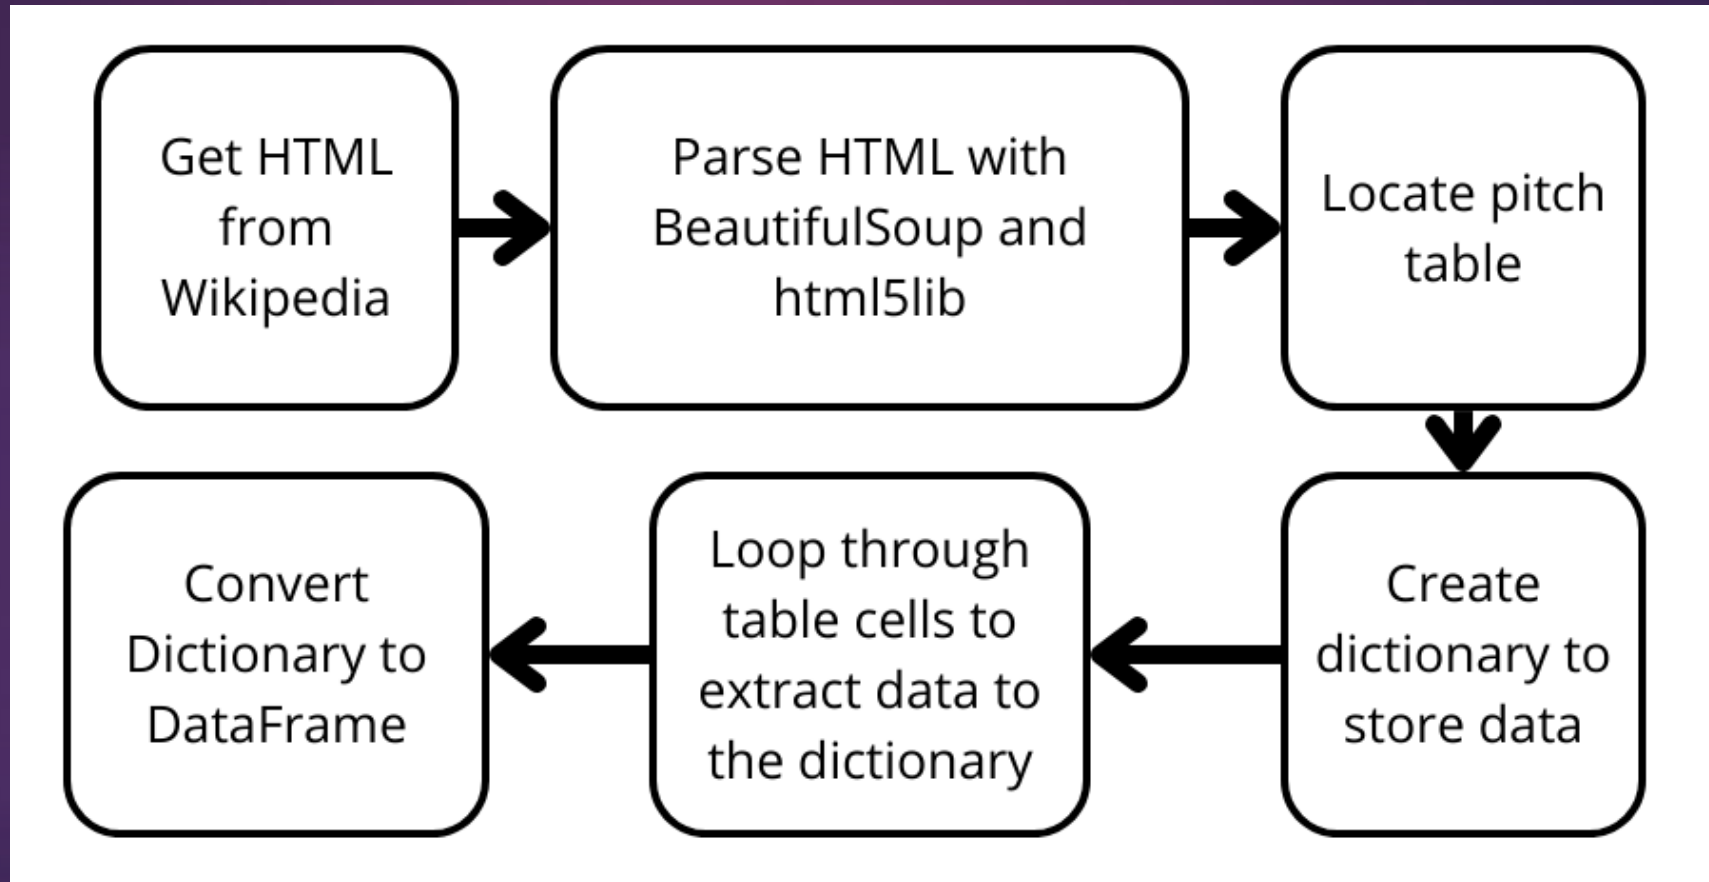 Get HTML
from
Wikipedia
Parse HTML with
BeautifulSoup and
html5lib
Locate pitch
table
Create
dictionary to
store data
Loop through
table cells to
extract data to
the dictionary
Convert
Dictionary to
DataFrame